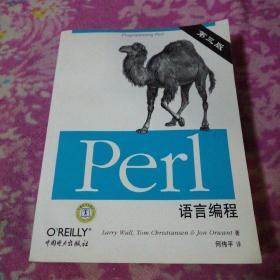 Programming Perl
第三版
Perl
语言编程
O'REILLY®
中国电力出版社
Larry Wall, Tom Christiansen & Jon Orwant 著
何伟平 译